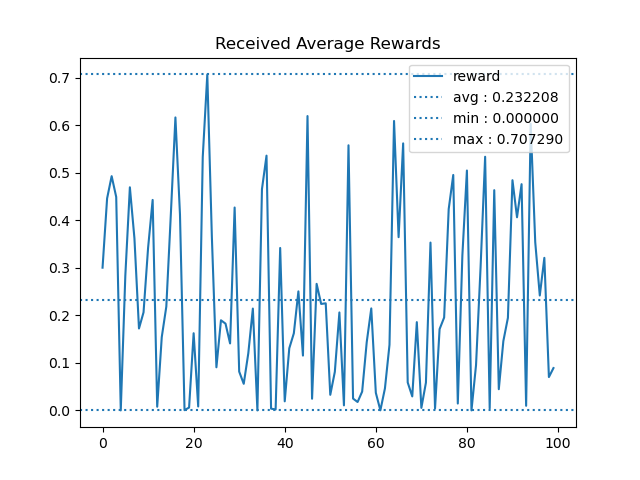 Received Average Rewards
reward
avg : 0.232208
min : 0.000000
max : 0.707290
0.7
0.6
0.5
0.4
0.3
0.2
0.1
0.0
0 20 40 60 80 100